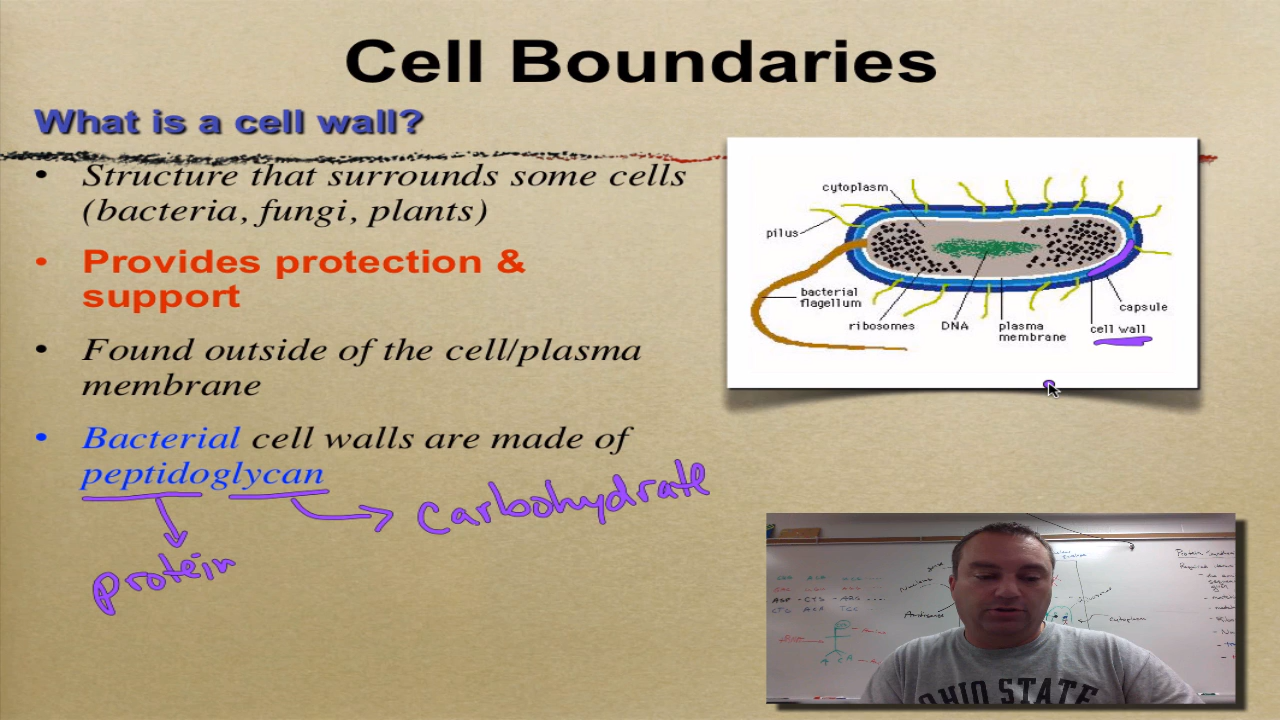 Cell Boundaries
What is a cell wall?
• Structure that surrounds some cells
(bacteria, fungi, plants)
• Provides protection &
support
• Found outside of the cell/plasma
membrane
• Bacterial cell walls are made of
peptidoglycan
carbohydrate
protein
cytoplasm
pilus
bacterial
flagellum
ribosomes
DNA
plasma
membrane
cell wall
capsule
Nucleus
Cytoplasm
OHIO STATE